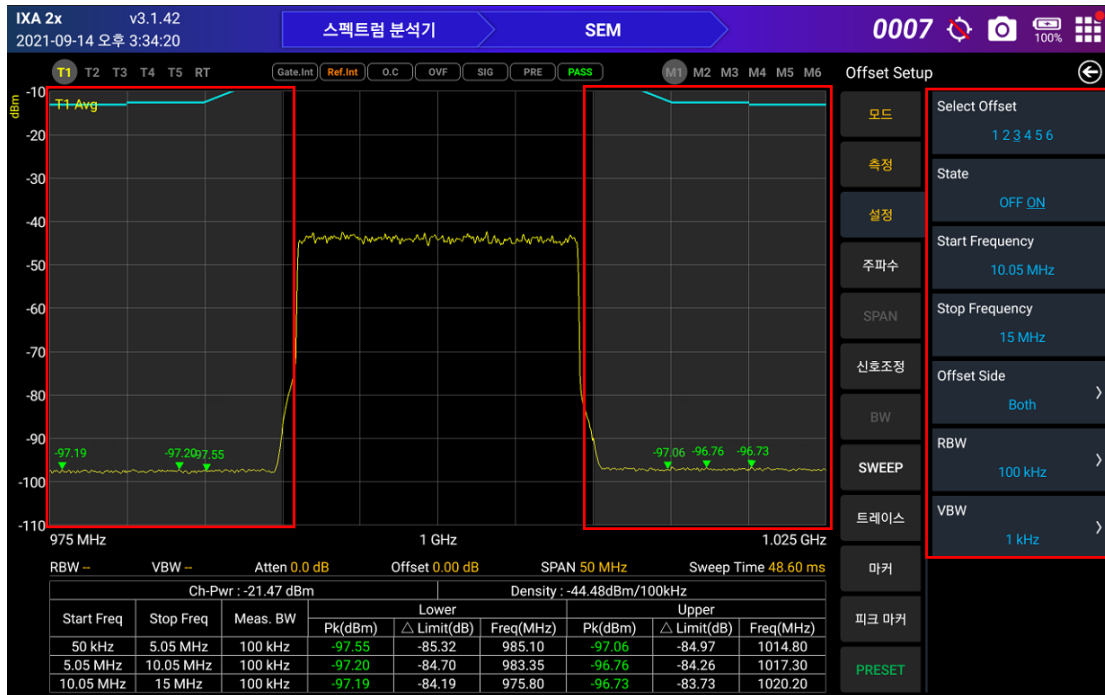 IXA 2x v3.1.42
2021-09-14 오후 3:34:20
스펙트럼 분석기 SEM
0007 100%
T1 T2 T3 T4 T5 RT Gate.Int Ref.Int O.C OVF SIG PRE PASS M1 M2 M3 M4 M5 M6
Offset Setup
dBm
T1 Avg
-10
-20
-30
-40
-50
-60
-70
-80
-90
-100
-110
-97.19 -97.20 -97.55 -97.06 -96.76 -96.73
975 MHz 1 GHz 1.025 GHz
RBW -- VBW -- Atten 0.0 dB Offset 0.00 dB SPAN 50 MHz Sweep Time 48.60 ms
Ch-Pwr : -21.47 dBm Density : -44.48dBm/100kHz
Start Freq Stop Freq Meas. BW Lower Upper
Pk(dBm) △ Limit(dB) Freq(MHz) Pk(dBm) △ Limit(dB) Freq(MHz)
50 kHz 5.05 MHz 100 kHz -97.55 -85.32 985.10 -97.06 -84.97 1014.80
5.05 MHz 10.05 MHz 100 kHz -97.20 -84.70 983.35 -96.76 -84.26 1017.30
10.05 MHz 15 MHz 100 kHz -97.19 -84.19 975.80 -96.73 -83.73 1020.20
모드
측정
설정
주파수
SPAN
신호조정
BW
SWEEP
트레이스
마커
피크 마커
PRESET
Select Offset
1 2 3 4 5 6
State
OFF ON
Start Frequency
10.05 MHz
Stop Frequency
15 MHz
Offset Side
Both
RBW
100 kHz
VBW
1 kHz